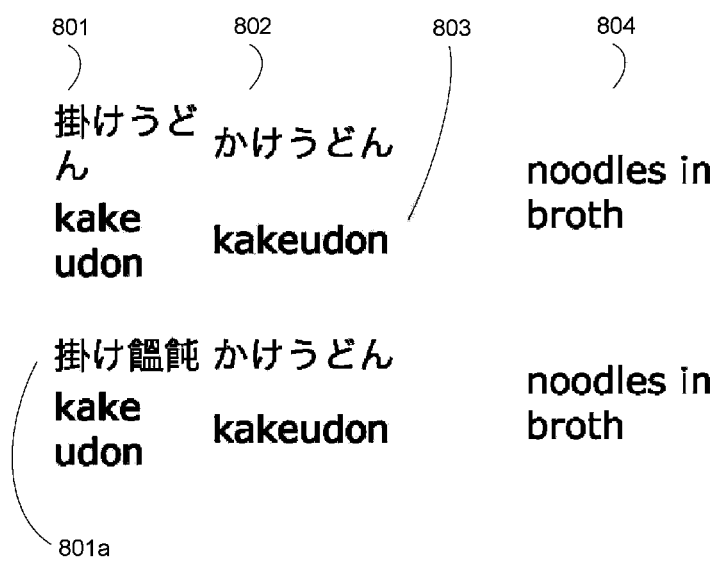 801
802
803
804
掛けうど
ん
かけうどん
kake
udon
kakeudon
noodles in
broth
掛け饂飩
かけうどん
kake
udon
kakeudon
noodles in
broth
801a